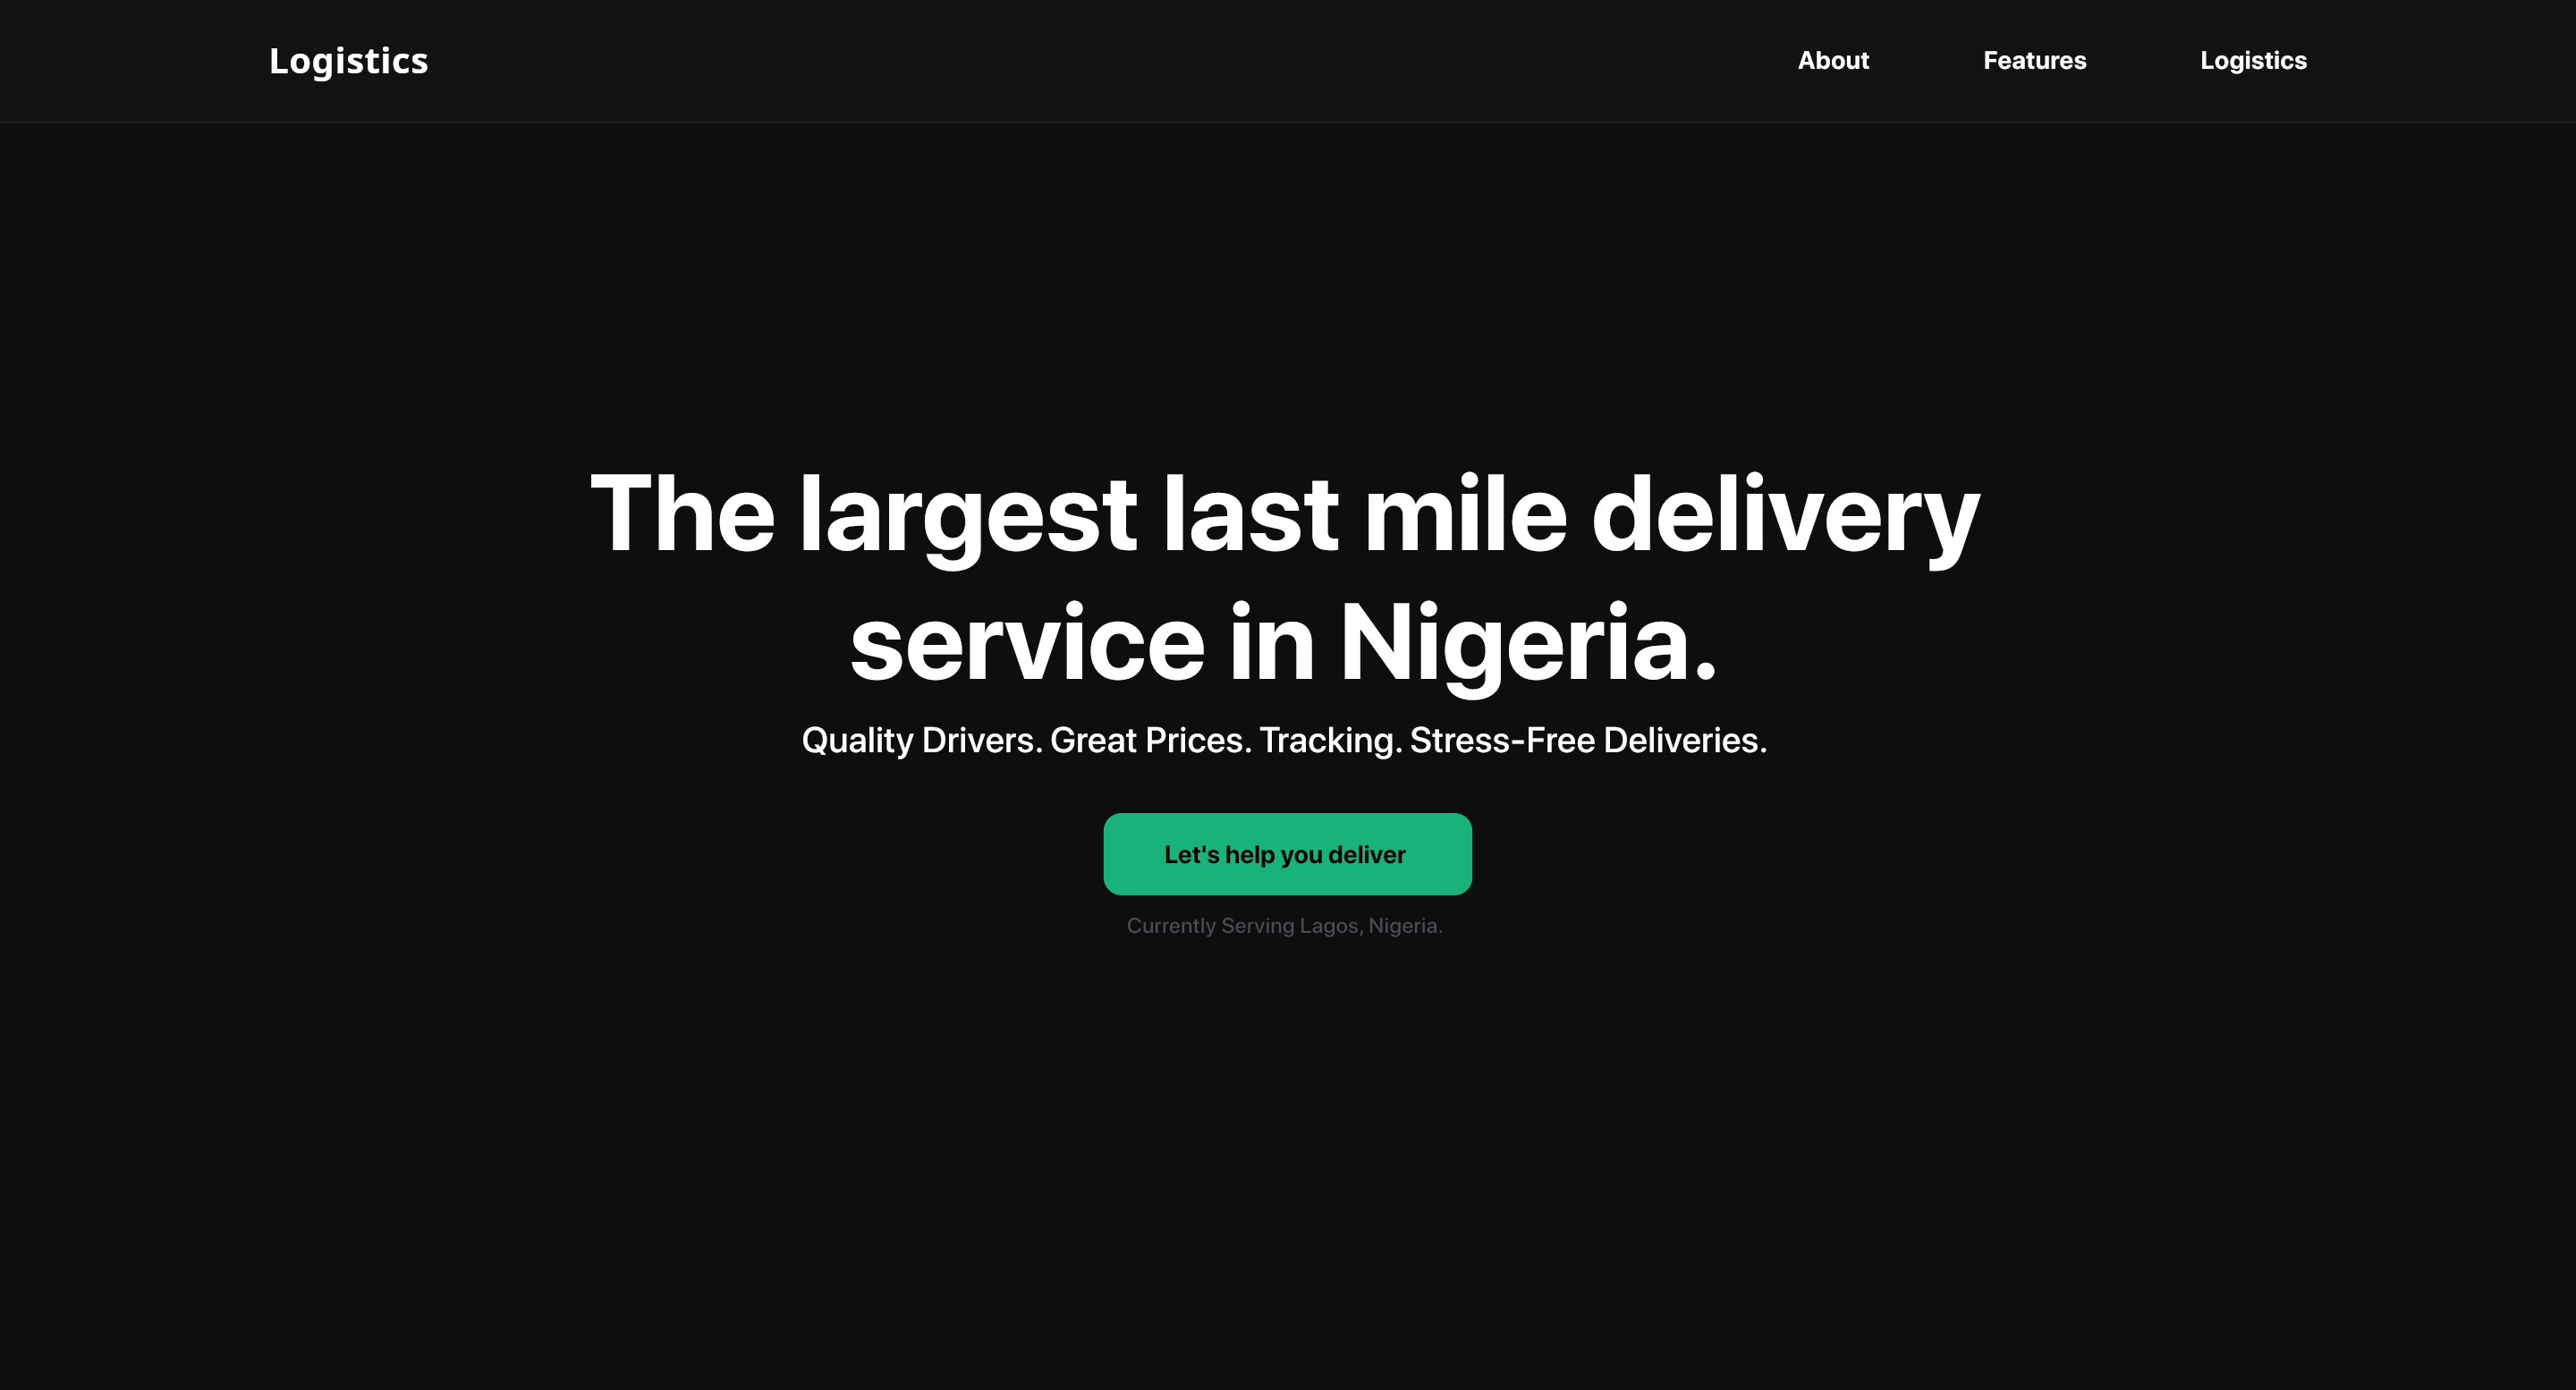 Logistics
About
Features
Logistics
The largest last mile delivery
service in Nigeria.
Quality Drivers. Great Prices. Tracking. Stress-Free Deliveries.
Let's help you deliver
Currently Serving Lagos, Nigeria.